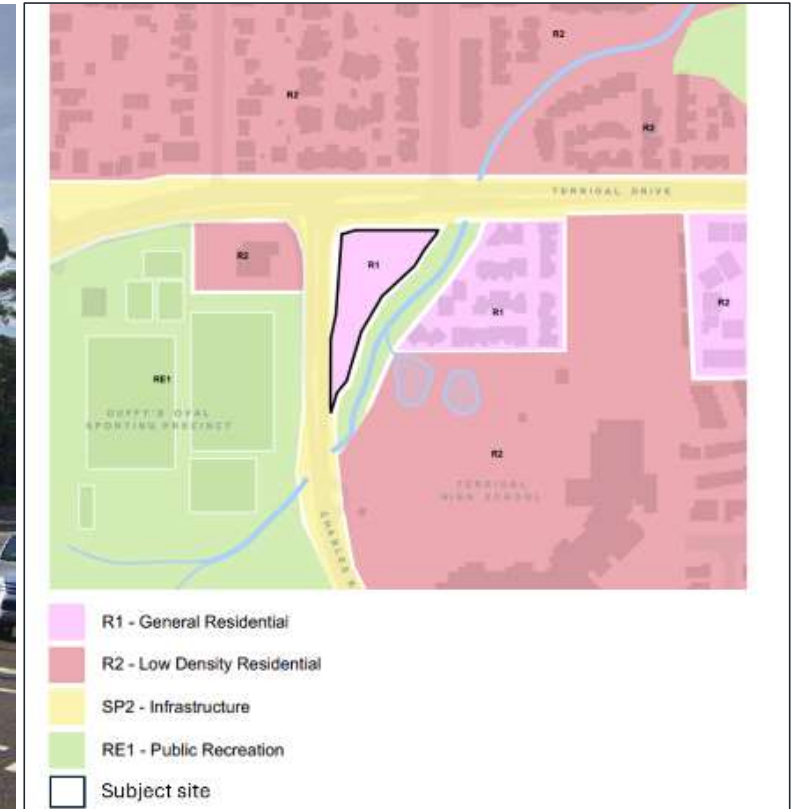 R2
R2
R2
TERRIGAL DRIVE
R2
R1
R1
R2
RE1
DUFFY'S OVAL
SPORTING PRECINCT
R2
TERRIGAL
HIGH SCHOOL
CHARLES K
R1 - General Residential
R2 - Low Density Residential
SP2 - Infrastructure
RE1 - Public Recreation
Subject site